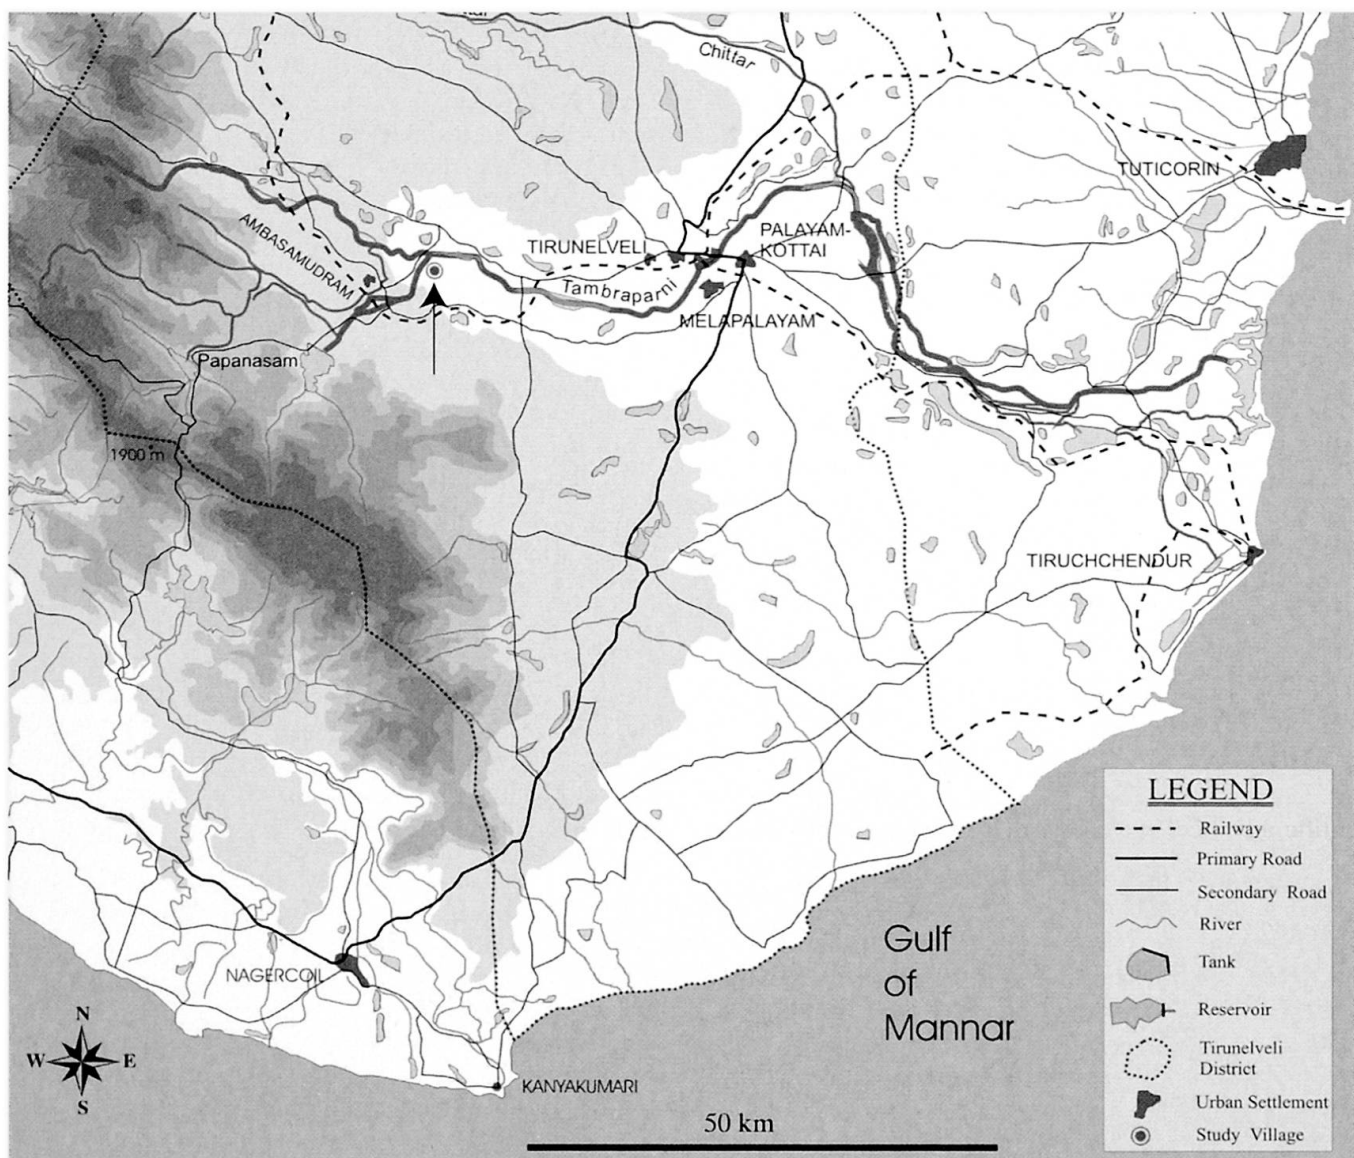 Chittar
TUTICORIN
AMBASAMUDRAM
TIRUNELVELI
PALAYAM-
KOTTAI
Tambraparni
MELAPALAYAM
Papanasam
1900 m
TIRUCHCHENDUR
NAGERCOIL
KANYAKUMARI
Gulf
of
Mannar
N
W E
S
50 km
LEGEND
Railway
Primary Road
Secondary Road
River
Tank
Reservoir
Tirunelveli
District
Urban Settlement
Study Village